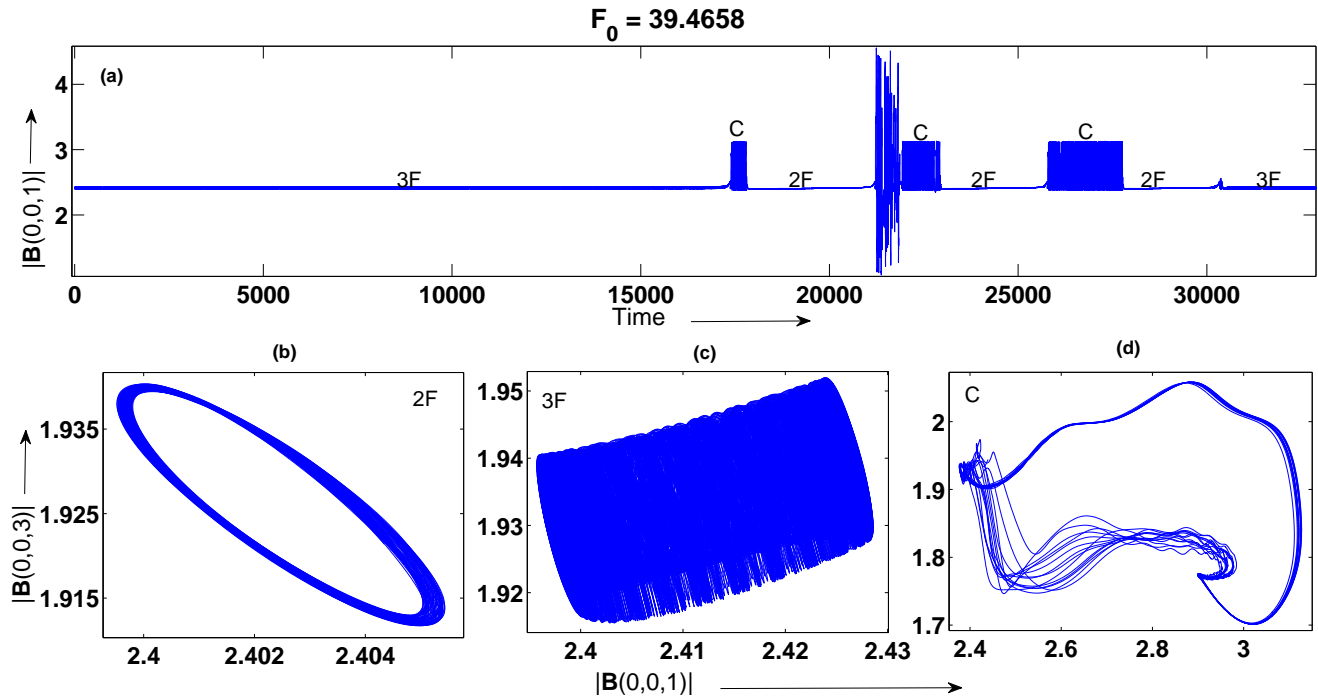 F0 = 39.4658
(a)
4
3
2
|B(0,0,1)|
3F
C
2F
C
2F
C
2F
3F
0 5000 10000 15000 20000 25000 30000
Time
(b)
2F
1.935
1.925
1.915
|B(0,0,3)|
2.4 2.402 2.404
(c)
3F
1.95
1.94
1.93
1.92
2.4 2.41 2.42 2.43
|B(0,0,1)|
(d)
C
2
1.9
1.8
1.7
2.4 2.6 2.8 3